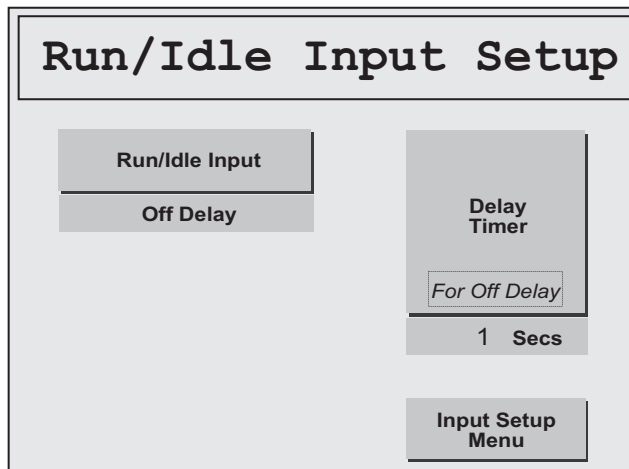 Run/Idle Input Setup
Run/Idle Input
Off Delay
Delay
Timer
For Off Delay
1 Secs
Input Setup
Menu